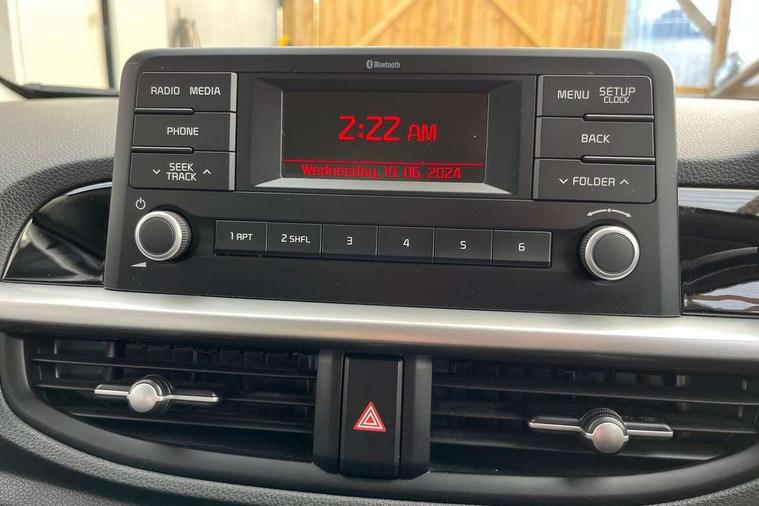 Bluetooth
RADIO MEDIA
PHONE
SEEK
TRACK
2:22 AM
Wednesday, 19. 06. 2024
MENU SETUP
CLOCK
BACK
FOLDER
1 RPT
2 SHFL
3
4
5
6